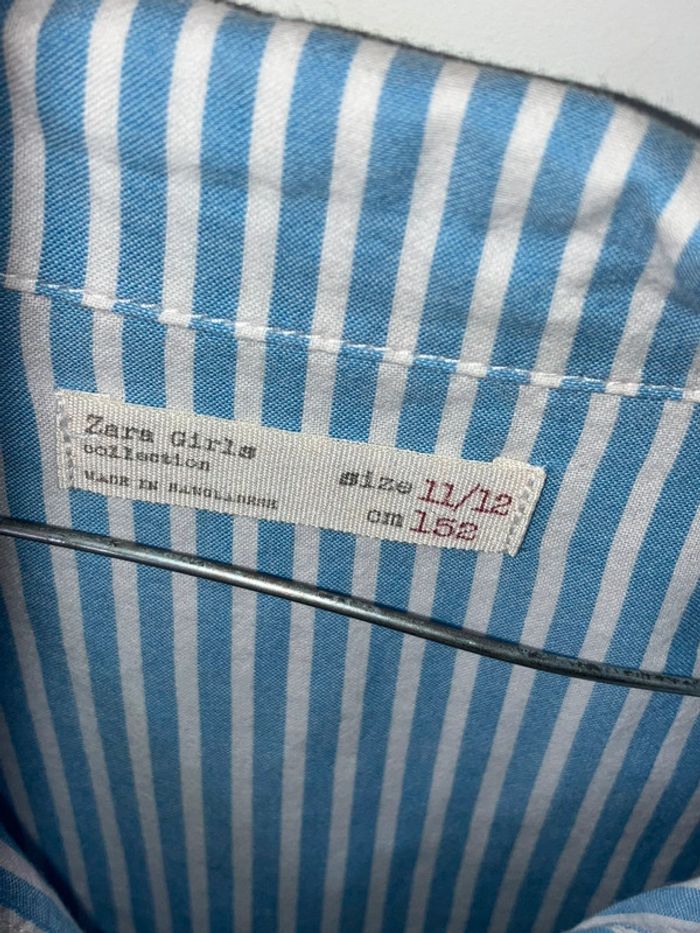 Zara Girls
collection
MADE IN BANGLADESH
size 11/12
cm 152